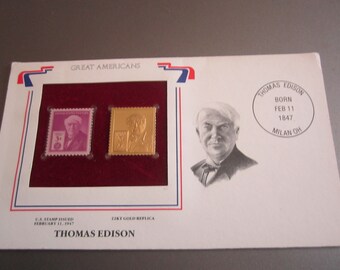 GREAT AMERICANS
THOMAS EDISON
BORN
FEB 11
1847
MILAN OH
U.S. STAMP ISSUED
FEBRUARY 11, 1947
22KT GOLD REPLICA
THOMAS EDISON